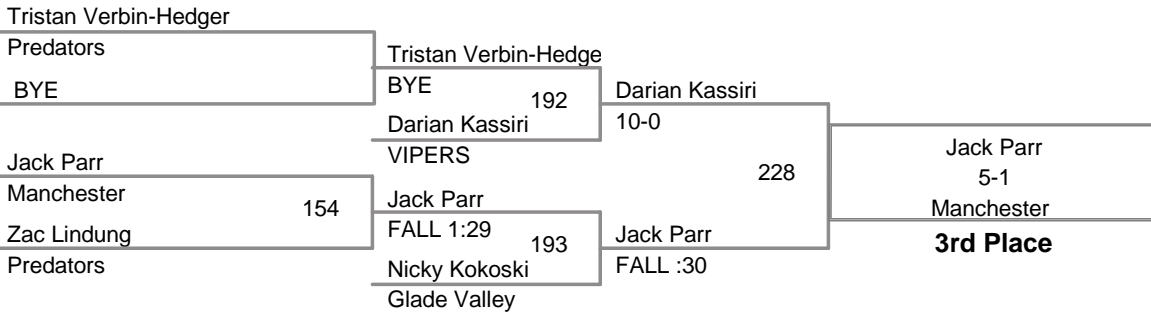 Tristan Verbin-Hedger
Predators
BYE
Jack Parr
Manchester
154
Zac Lindung
Predators
Tristan Verbin-Hedge
BYE
192
Darian Kassiri
VIPERS
Jack Parr
FALL 1:29
193
Nicky Kokoski
Glade Valley
Darian Kassiri
10-0
228
Jack Parr
FALL :30
Jack Parr
5-1
Manchester
3rd Place